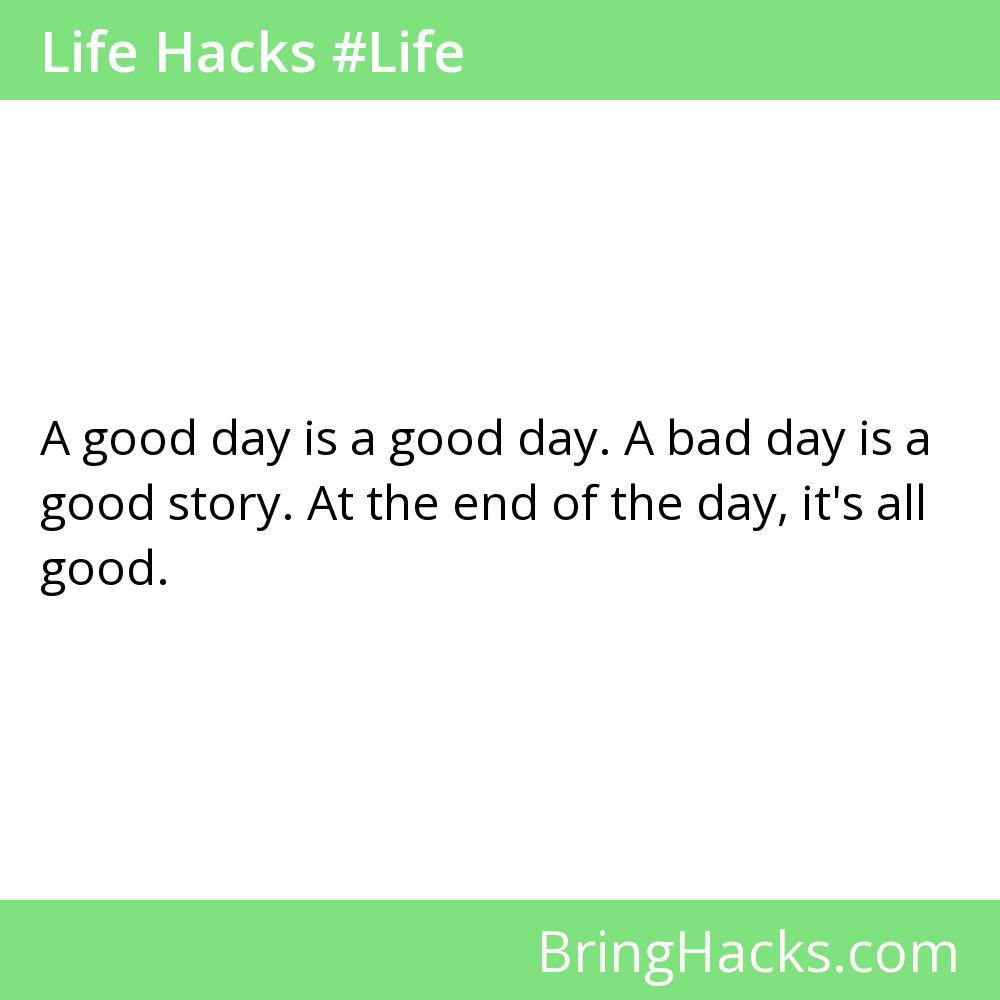 Life Hacks #Life
A good day is a good day. A bad day is a
good story. At the end of the day, it's all
good.
BringHacks.com